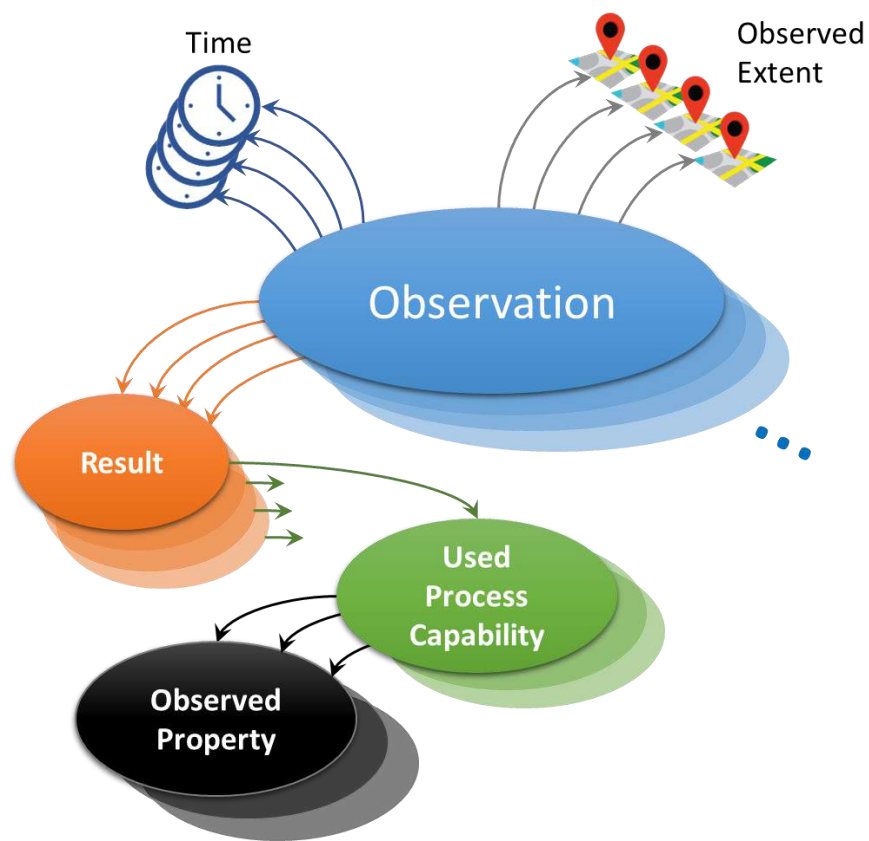 Time
Observed
Extent
Observation
Result
Used
Process
Capability
Observed
Property